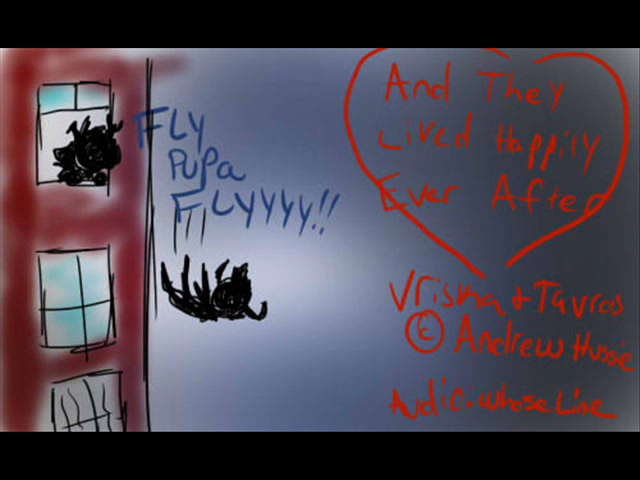 FLY
PUPA
FLYYYY!!
And They
Lived Happily
Ever After
Vriska + Tavros
© Andrew Hussie
Audio: Whose Line